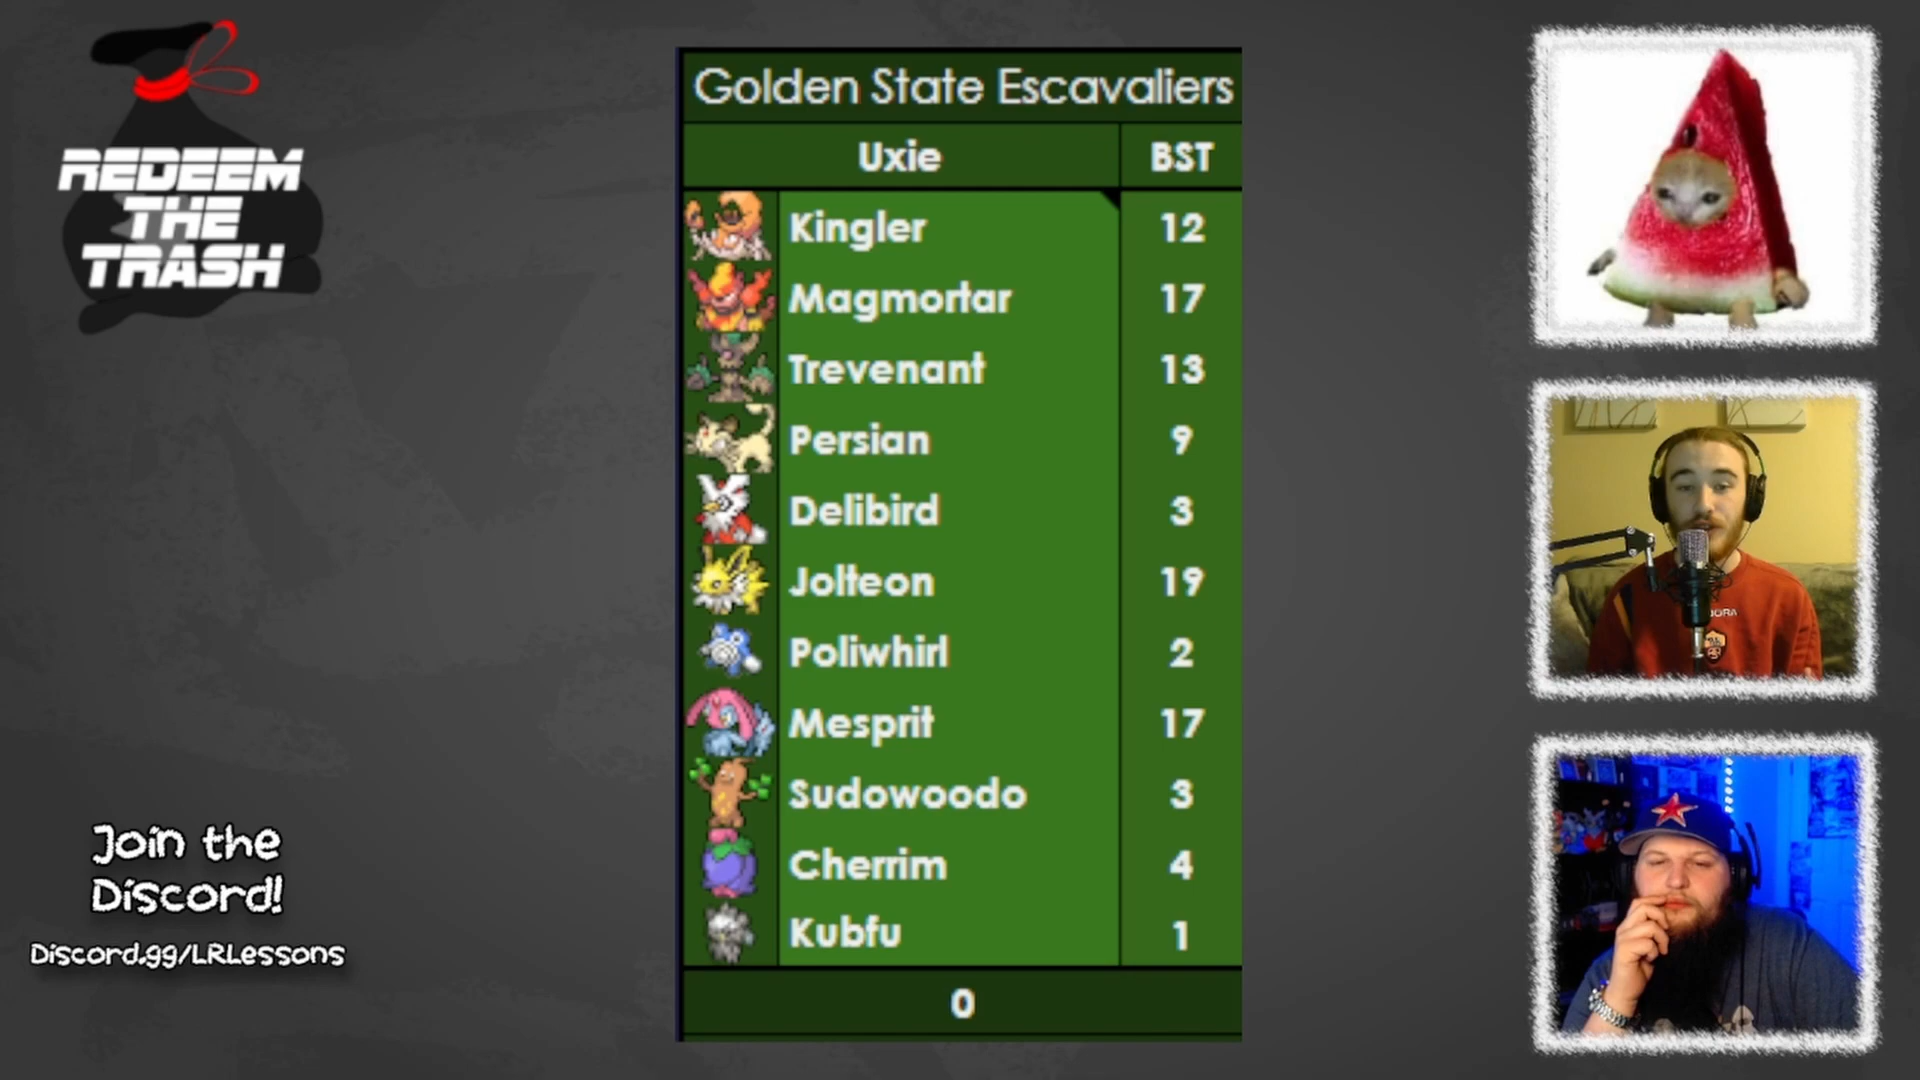 REDEEM
THE
TRASH
Join the
Discord!
Discord.gg/LRLessons
Golden State Escavaliers
Uxie BST
Kingler 12
Magmortar 17
Trevenant 13
Persian 9
Delibird 3
Jolteon 19
Poliwhirl 2
Mesprit 17
Sudowoodo 3
Cherrim 4
Kubfu 1
0